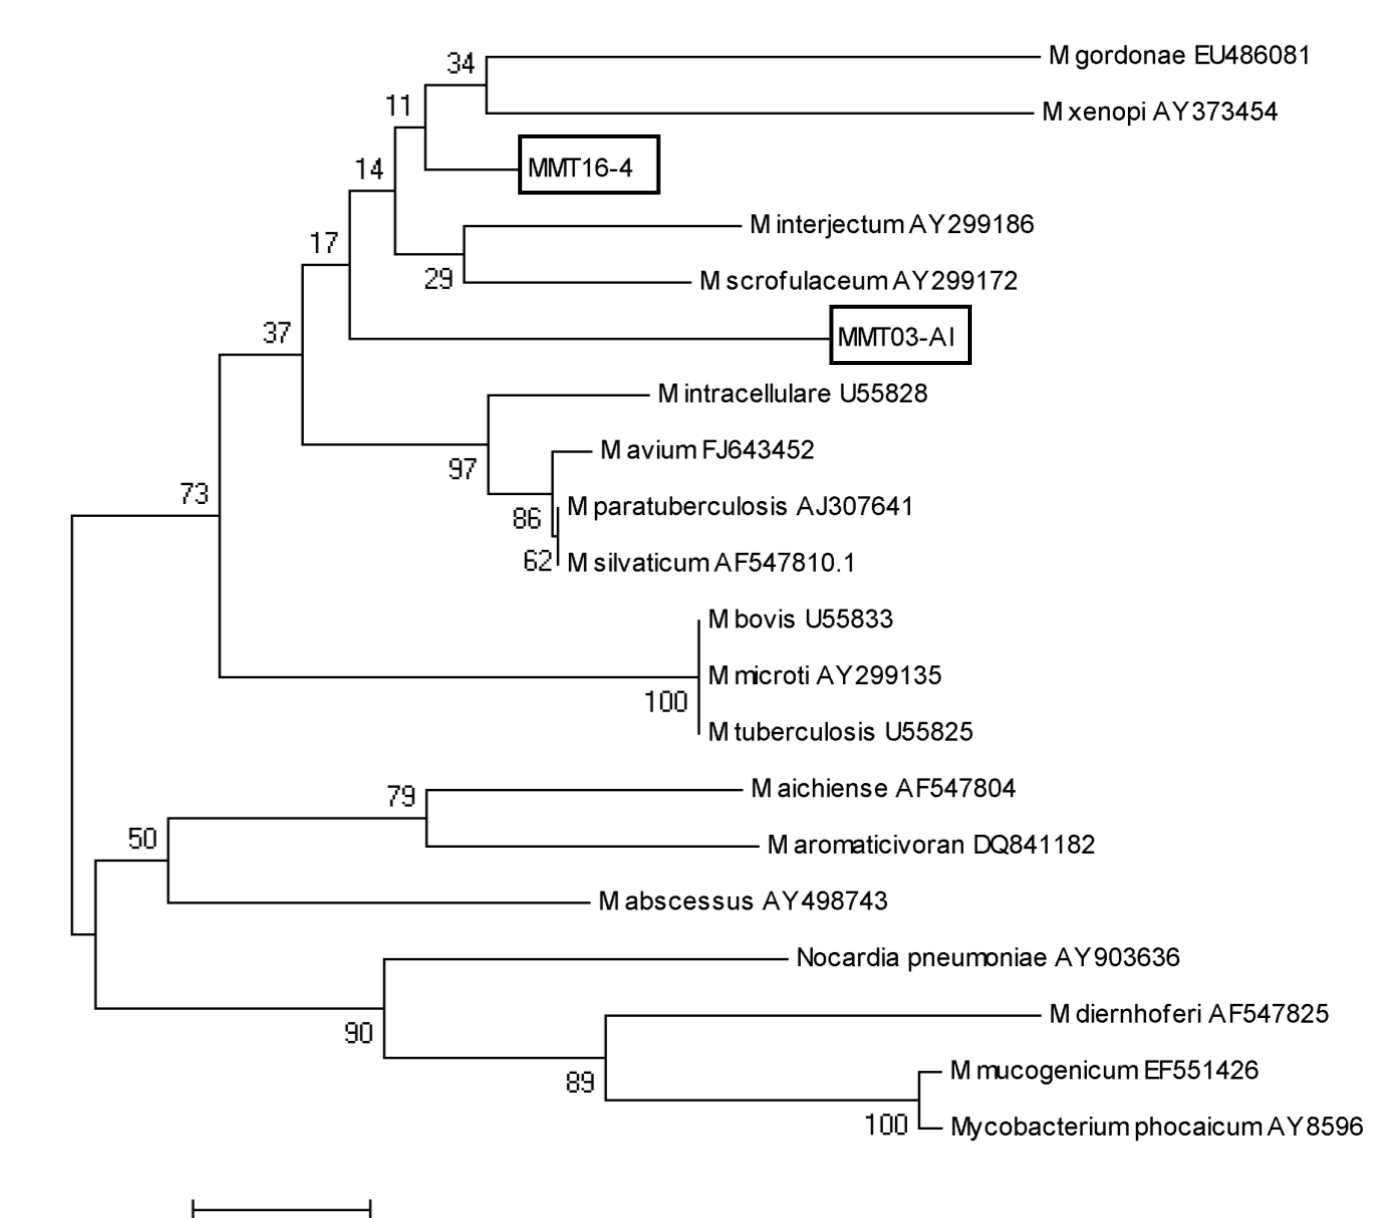 34
M gordonae EU486081
11
M xenopi AY373454
14
MMT16-4
M interjectum AY299186
17
29
M scrofulaceum AY299172
37
MMT03-AI
M intracellulare U55828
97
M avium FJ643452
73
86
M paratuberculosis AJ307641
62
M silvaticum AF547810.1
M bovis U55833
M microti AY299135
100
M tuberculosis U55825
79
M aichiense AF547804
50
M aromaticivoran DQ841182
M abscessus AY498743
Nocardia pneumoniae AY903636
90
M diernhoferi AF547825
89
M mucogenicum EF551426
100
Mycobacterium phocaicum AY8596